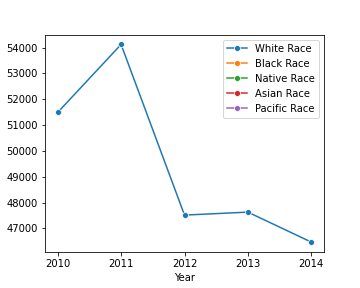 54000
53000
52000
51000
50000
49000
48000
47000
White Race
Black Race
Native Race
Asian Race
Pacific Race
2010 2011 2012 2013 2014
Year